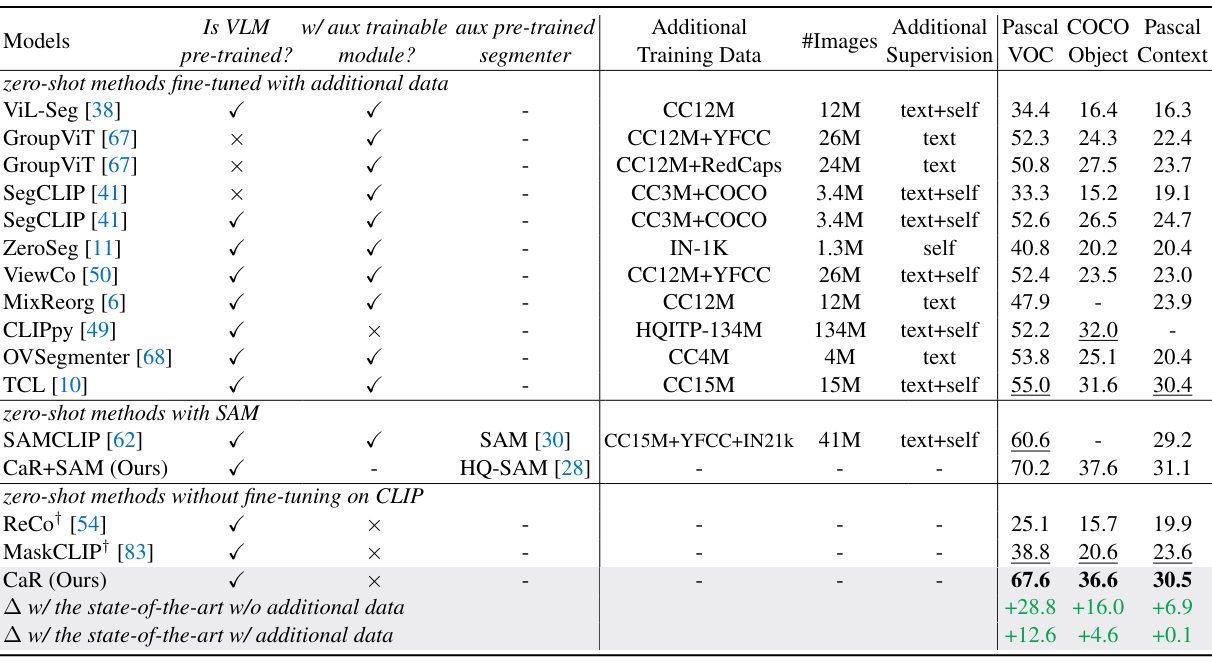 Models Is VLM pre-trained? w/ aux trainable module? aux pre-trained segmenter Additional Training Data #Images Additional Supervision Pascal VOC COCO Object Pascal Context
zero-shot methods fine-tuned with additional data
ViL-Seg [38] ✓ ✓ - CC12M 12M text+self 34.4 16.4 16.3
GroupViT [67] × ✓ - CC12M+YFCC 26M text 52.3 24.3 22.4
GroupViT [67] × ✓ - CC12M+RedCaps 24M text 50.8 27.5 23.7
SegCLIP [41] × ✓ - CC3M+COCO 3.4M text+self 33.3 15.2 19.1
SegCLIP [41] ✓ ✓ - CC3M+COCO 3.4M text+self 52.6 26.5 24.7
ZeroSeg [11] ✓ ✓ - IN-1K 1.3M self 40.8 20.2 20.4
ViewCo [50] ✓ ✓ - CC12M+YFCC 26M text+self 52.4 23.5 23.0
MixReorg [6] ✓ ✓ - CC12M 12M text 47.9 - 23.9
CLIPpy [49] ✓ × - HQITP-134M 134M text+self 52.2 32.0 -
OVSegmenter [68] ✓ ✓ - CC4M 4M text 53.8 25.1 20.4
TCL [10] ✓ ✓ - CC15M 15M text+self 55.0 31.6 30.4
zero-shot methods with SAM
SAMCLIP [62] ✓ ✓ SAM [30] CC15M+YFCC+IN21k 41M text+self 60.6 - 29.2
CaR+SAM (Ours) ✓ - HQ-SAM [28] - - - 70.2 37.6 31.1
zero-shot methods without fine-tuning on CLIP
ReCo† [54] ✓ × - - - - 25.1 15.7 19.9
MaskCLIP† [83] ✓ × - - - - 38.8 20.6 23.6
CaR (Ours) ✓ × - - - - 67.6 36.6 30.5
Δ w/ the state-of-the-art w/o additional data +28.8 +16.0 +6.9
Δ w/ the state-of-the-art w/ additional data +12.6 +4.6 +0.1